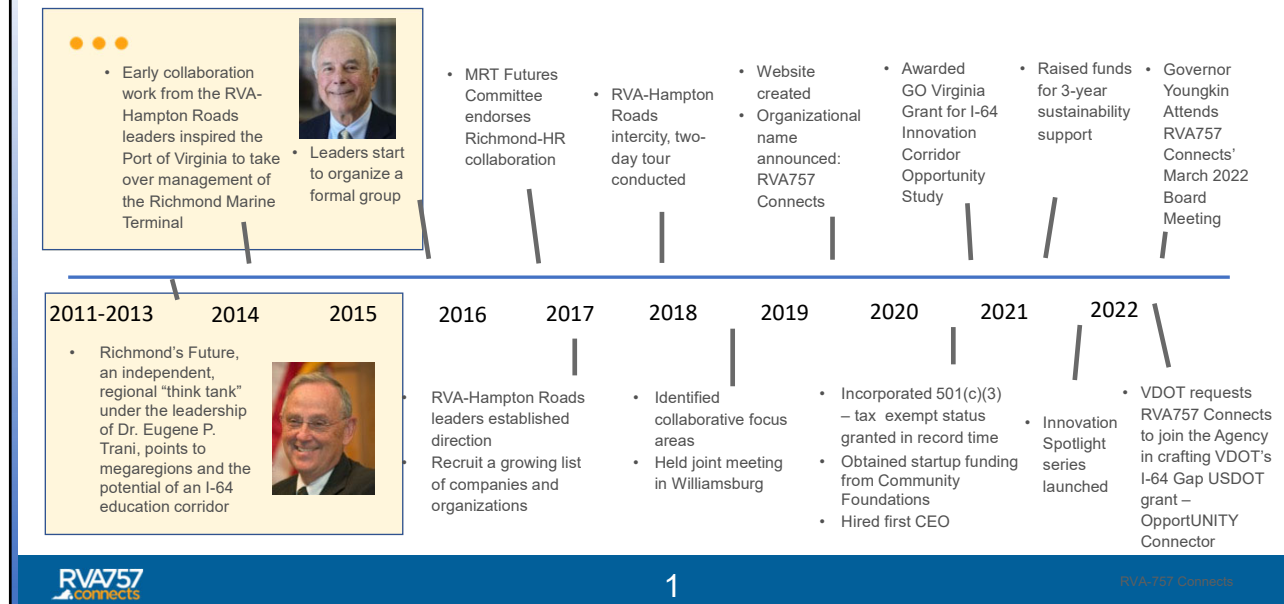 • Early collaboration
work from the RVA-
Hampton Roads
leaders inspired the
Port of Virginia to take
over management of
the Richmond Marine
Terminal
• Leaders start
to organize a
formal group
• MRT Futures
Committee
endorses
Richmond-HR
collaboration
• RVA-Hampton
Roads
intercity, two-
day tour
conducted
• Website
created
• Organizational
name
announced:
RVA757
Connects
• Awarded
GO Virginia
Grant for I-64
Innovation
Corridor
Opportunity
Study
• Raised funds
for 3-year
sustainability
support
• Governor
Youngkin
Attends
RVA757
Connects’
March 2022
Board
Meeting
2011-2013 2014 2015 2016 2017 2018 2019 2020 2021 2022
• Richmond’s Future,
an independent,
regional “think tank”
under the leadership
of Dr. Eugene P.
Trani, points to
megaregions and the
potential of an I-64
education corridor
• RVA-Hampton Roads
leaders established
direction
• Recruit a growing list
of companies and
organizations
• Identified
collaborative focus
areas
• Held joint meeting
in Williamsburg
• Incorporated 501(c)(3)
– tax exempt status
granted in record time
• Obtained startup funding
from Community
Foundations
• Hired first CEO
• Innovation
Spotlight
series
launched
• VDOT requests
RVA757 Connects
to join the Agency
in crafting VDOT’s
I-64 Gap USDOT
grant –
OpportUNITY
Connector
RVA757
connects
1
RVA-757 Connects